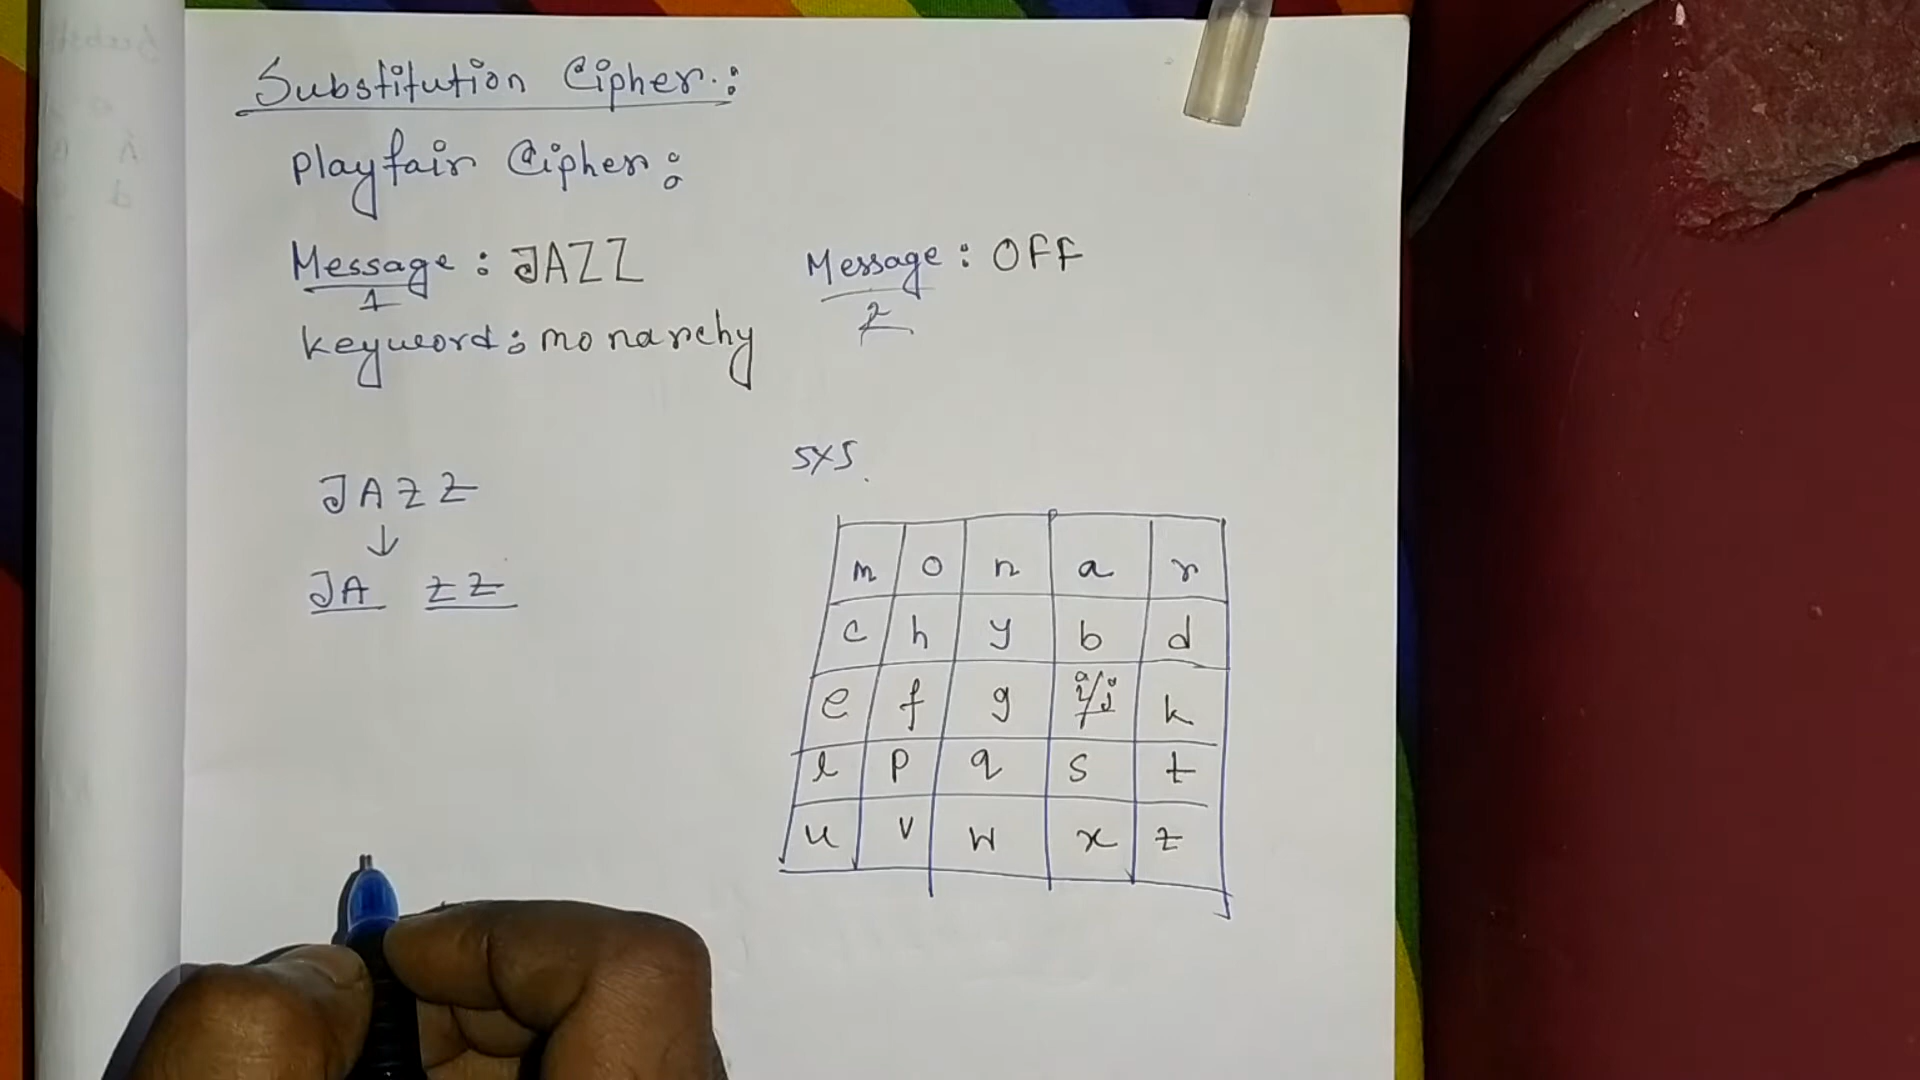 Substitution Cipher:
Playfair Cipher:
Message: JAZZ
1
Message: OFF
2
keyword: monarchy
JAZZ
↓
JA ZZ
5x5
m o n a r
c h y b d
e f g i/j k
l p q s t
u v w x z